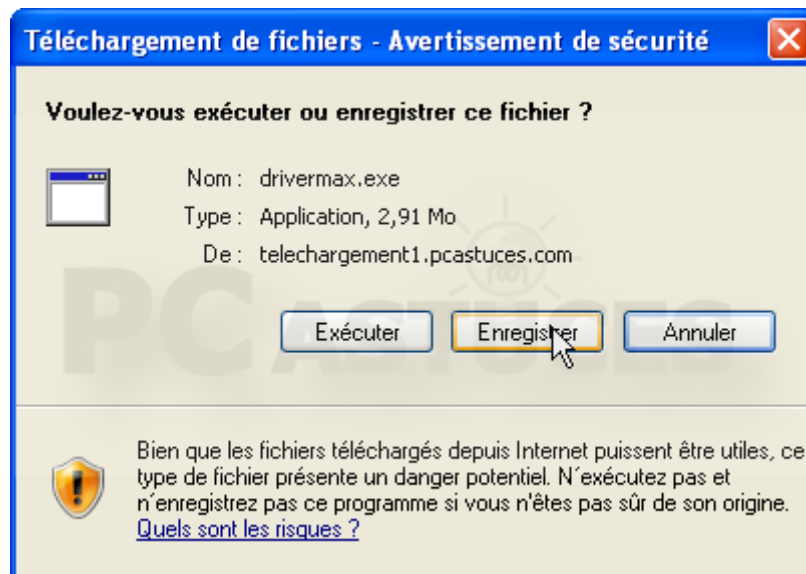 Téléchargement de fichiers - Avertissement de sécurité
Voulez-vous exécuter ou enregistrer ce fichier ?
Nom : drivermax.exe
Type : Application, 2,91 Mo
De : telechargement1.pcastuces.com
PC ASTUCES
Exécuter Enregistrer Annuler
Bien que les fichiers téléchargés depuis Internet puissent être utiles, ce
type de fichier présente un danger potentiel. N´exécutez pas et
n´enregistrez pas ce programme si vous n'êtes pas sûr de son origine.
Quels sont les risques ?